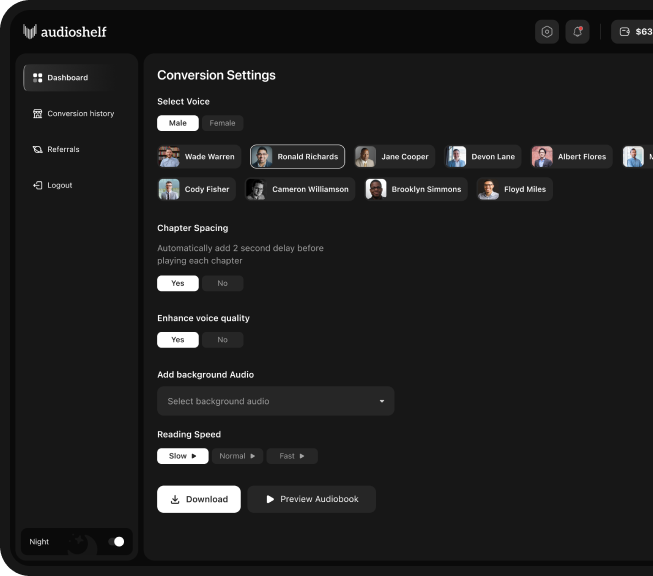 audioshelf
$63
Dashboard
Conversion history
Referrals
Logout
Night
Conversion Settings
Select Voice
Male Female
Wade Warren Ronald Richards Jane Cooper Devon Lane Albert Flores
Cody Fisher Cameron Williamson Brooklyn Simmons Floyd Miles
Chapter Spacing
Automatically add 2 second delay before
playing each chapter
Yes No
Enhance voice quality
Yes No
Add background Audio
Select background audio
Reading Speed
Slow Normal Fast
Download Preview Audiobook